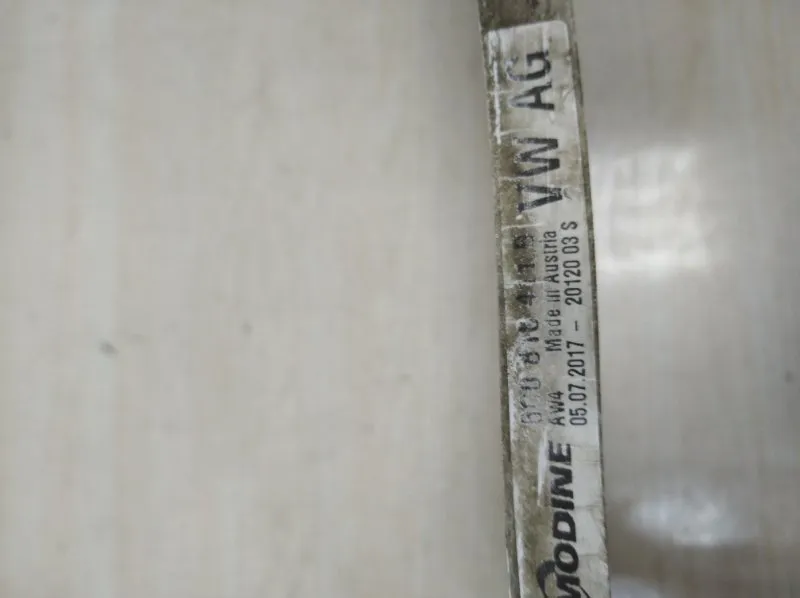 MODINE
VW AG
AW4 Made in Austria
05.07.2017 - 20120 03 S